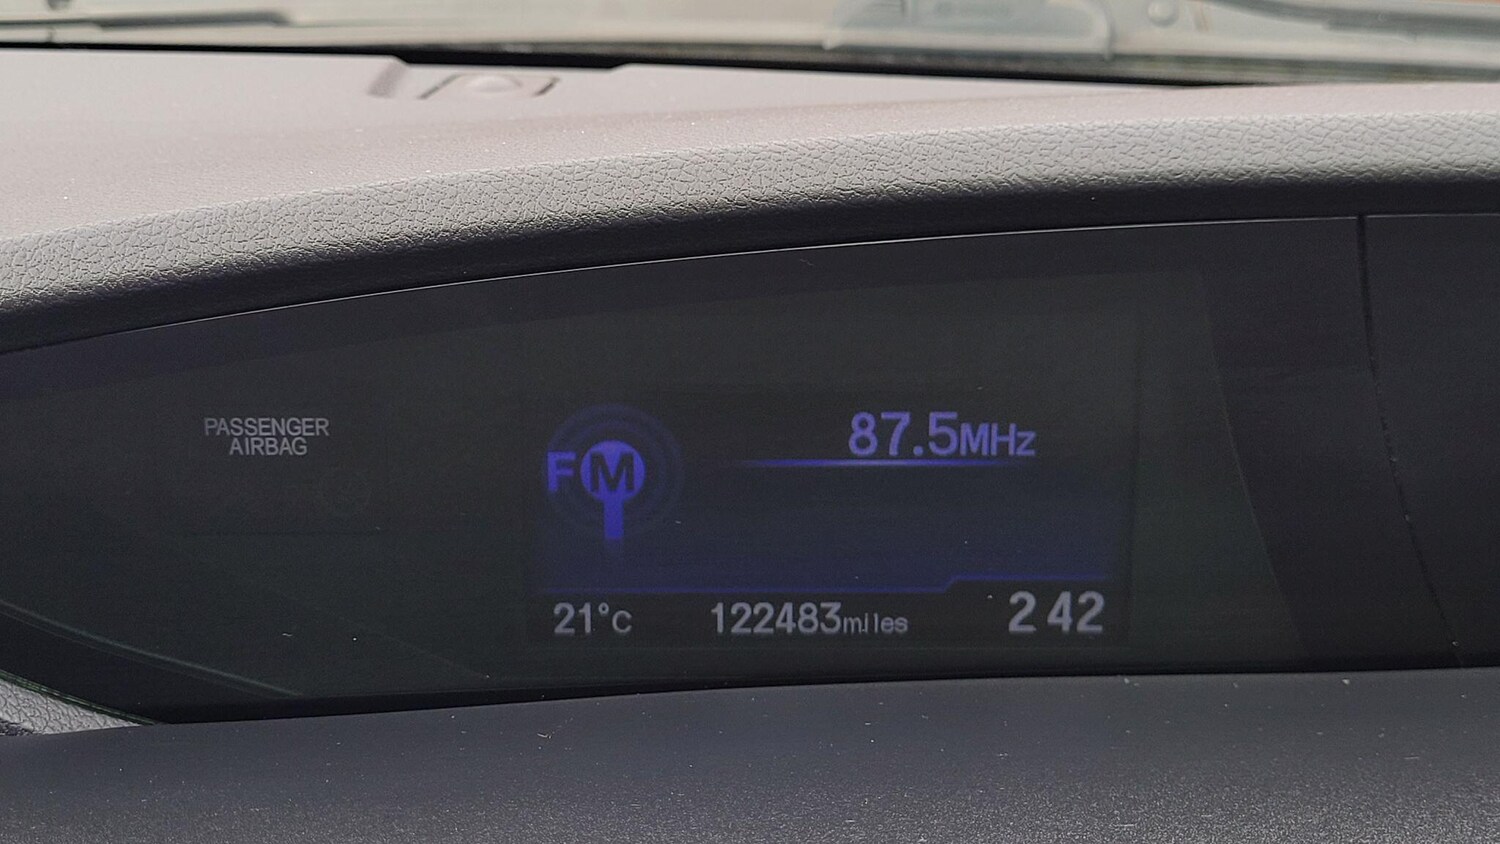 PASSENGER
AIRBAG
87.5MHz
FM
21°C 122483miles 2 42